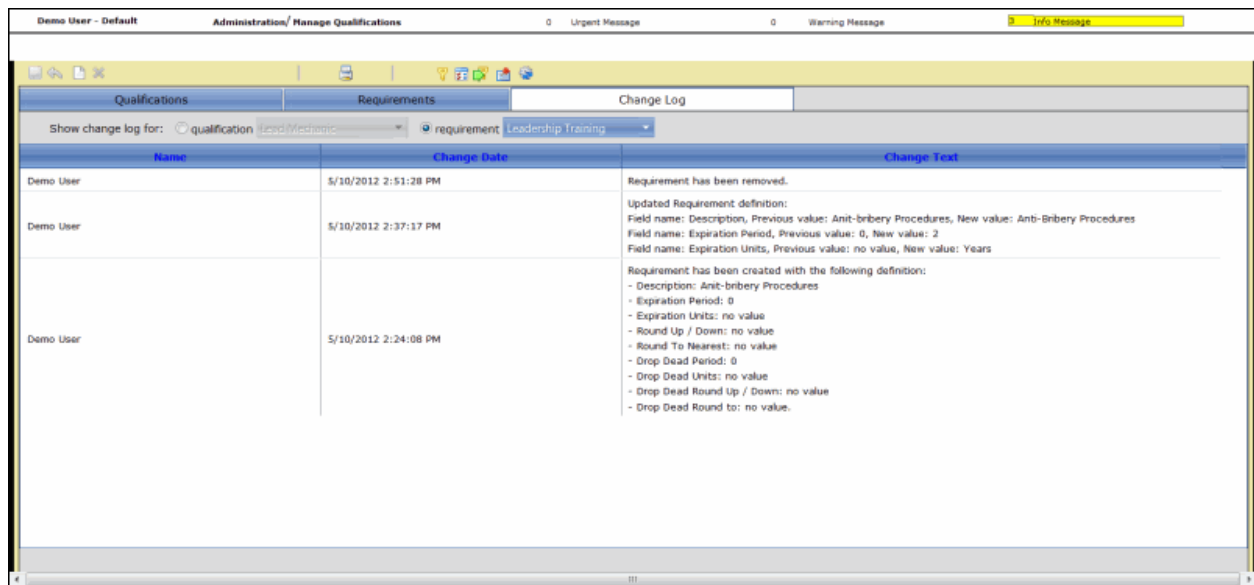 Demo User - Default
Administration/ Manage Qualifications
0 Urgent Message
0 Warning Message
3 Info Message
Qualifications
Requirements
Change Log
Show change log for: qualification Lead Mechanic requirement Leadership Training
Name
Change Date
Change Text
Demo User
5/10/2012 2:51:28 PM
Requirement has been removed.
Demo User
5/10/2012 2:37:17 PM
Updated Requirement definition:
Field name: Description, Previous value: Anit-bribery Procedures, New value: Anti-Bribery Procedures
Field name: Expiration Period, Previous value: 0, New value: 2
Field name: Expiration Units, Previous value: no value, New value: Years
Demo User
5/10/2012 2:24:08 PM
Requirement has been created with the following definition:
- Description: Anit-bribery Procedures
- Expiration Period: 0
- Expiration Units: no value
- Round Up / Down: no value
- Round To Nearest: no value
- Drop Dead Period: 0
- Drop Dead Units: no value
- Drop Dead Round Up / Down: no value
- Drop Dead Round to: no value.